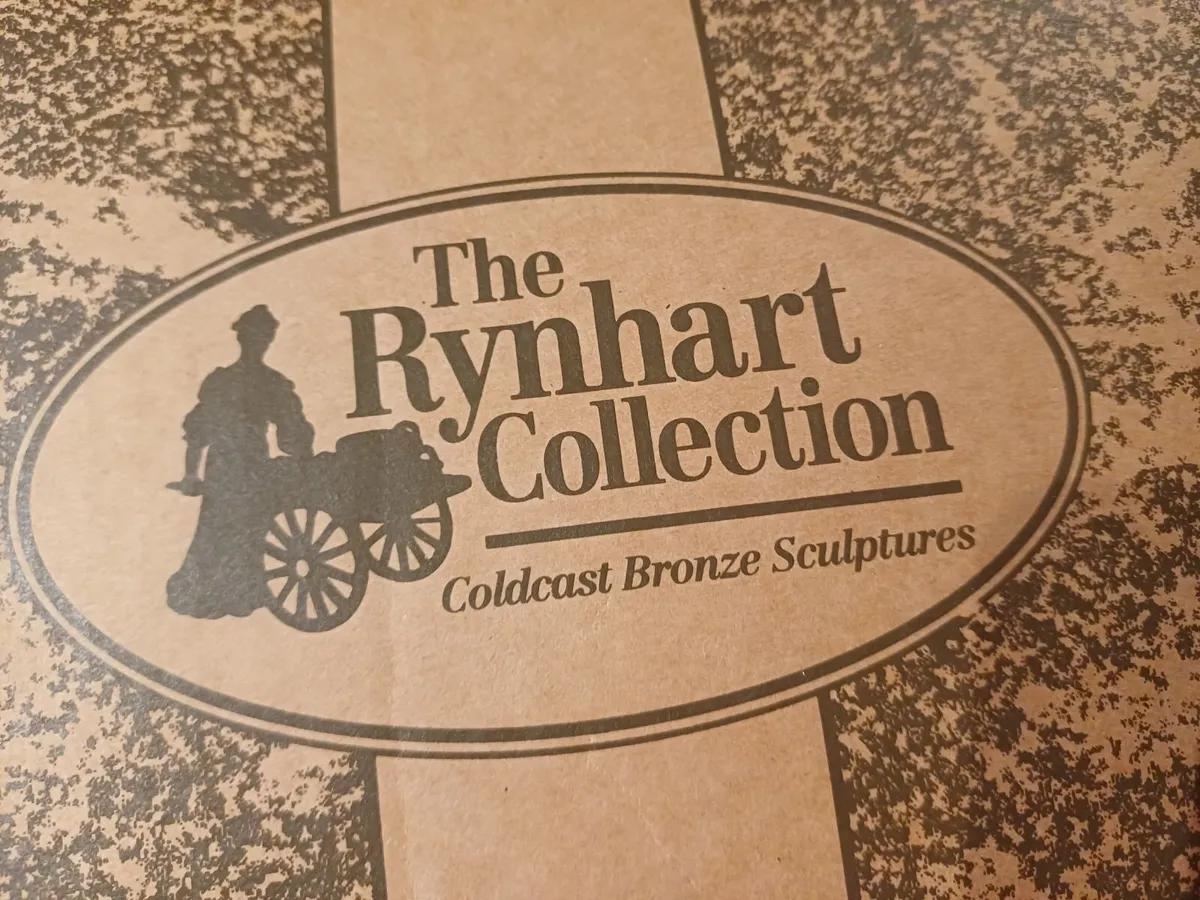 The
Rynhart
Collection
Coldcast Bronze Sculptures